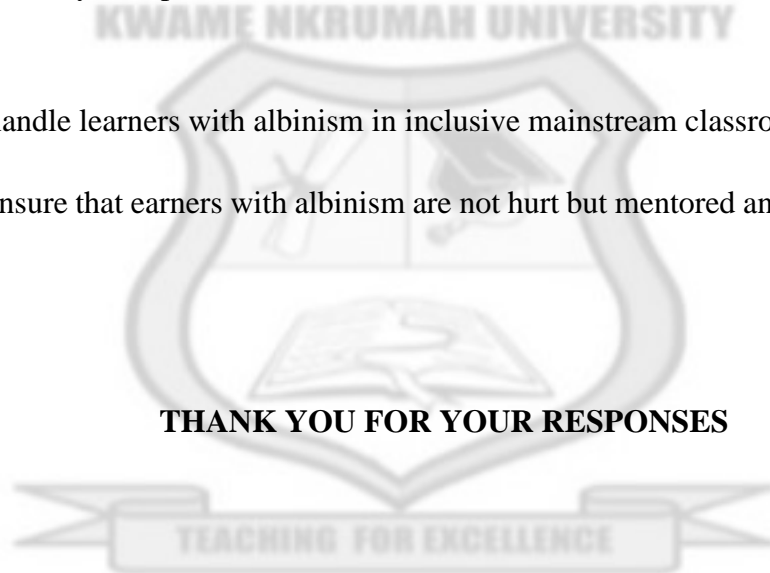 KWAME NKRUMAH UNIVERSITY
andle learners with albinism in inclusive mainstream classro
nsure that earners with albinism are not hurt but mentored an
THANK YOU FOR YOUR RESPONSES
TEACHING FOR EXCELLENCE